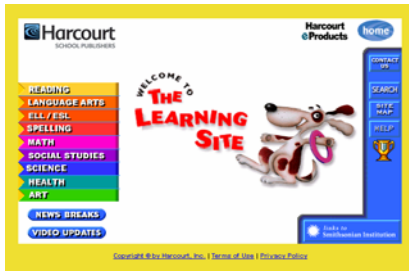 Harcourt
SCHOOL PUBLISHERS
Harcourt
eProducts
home
CONTACT
US
SEARCH
SITE
MAP
HELP
WELCOME TO
THE
LEARNING
SITE
READING
LANGUAGE ARTS
ELL / ESL
SPELLING
MATH
SOCIAL STUDIES
SCIENCE
HEALTH
ART
NEWS BREAKS
VIDEO UPDATES
Links to
Smithsonian Institution
Copyright © by Harcourt, Inc. | Terms of Use | Privacy Policy